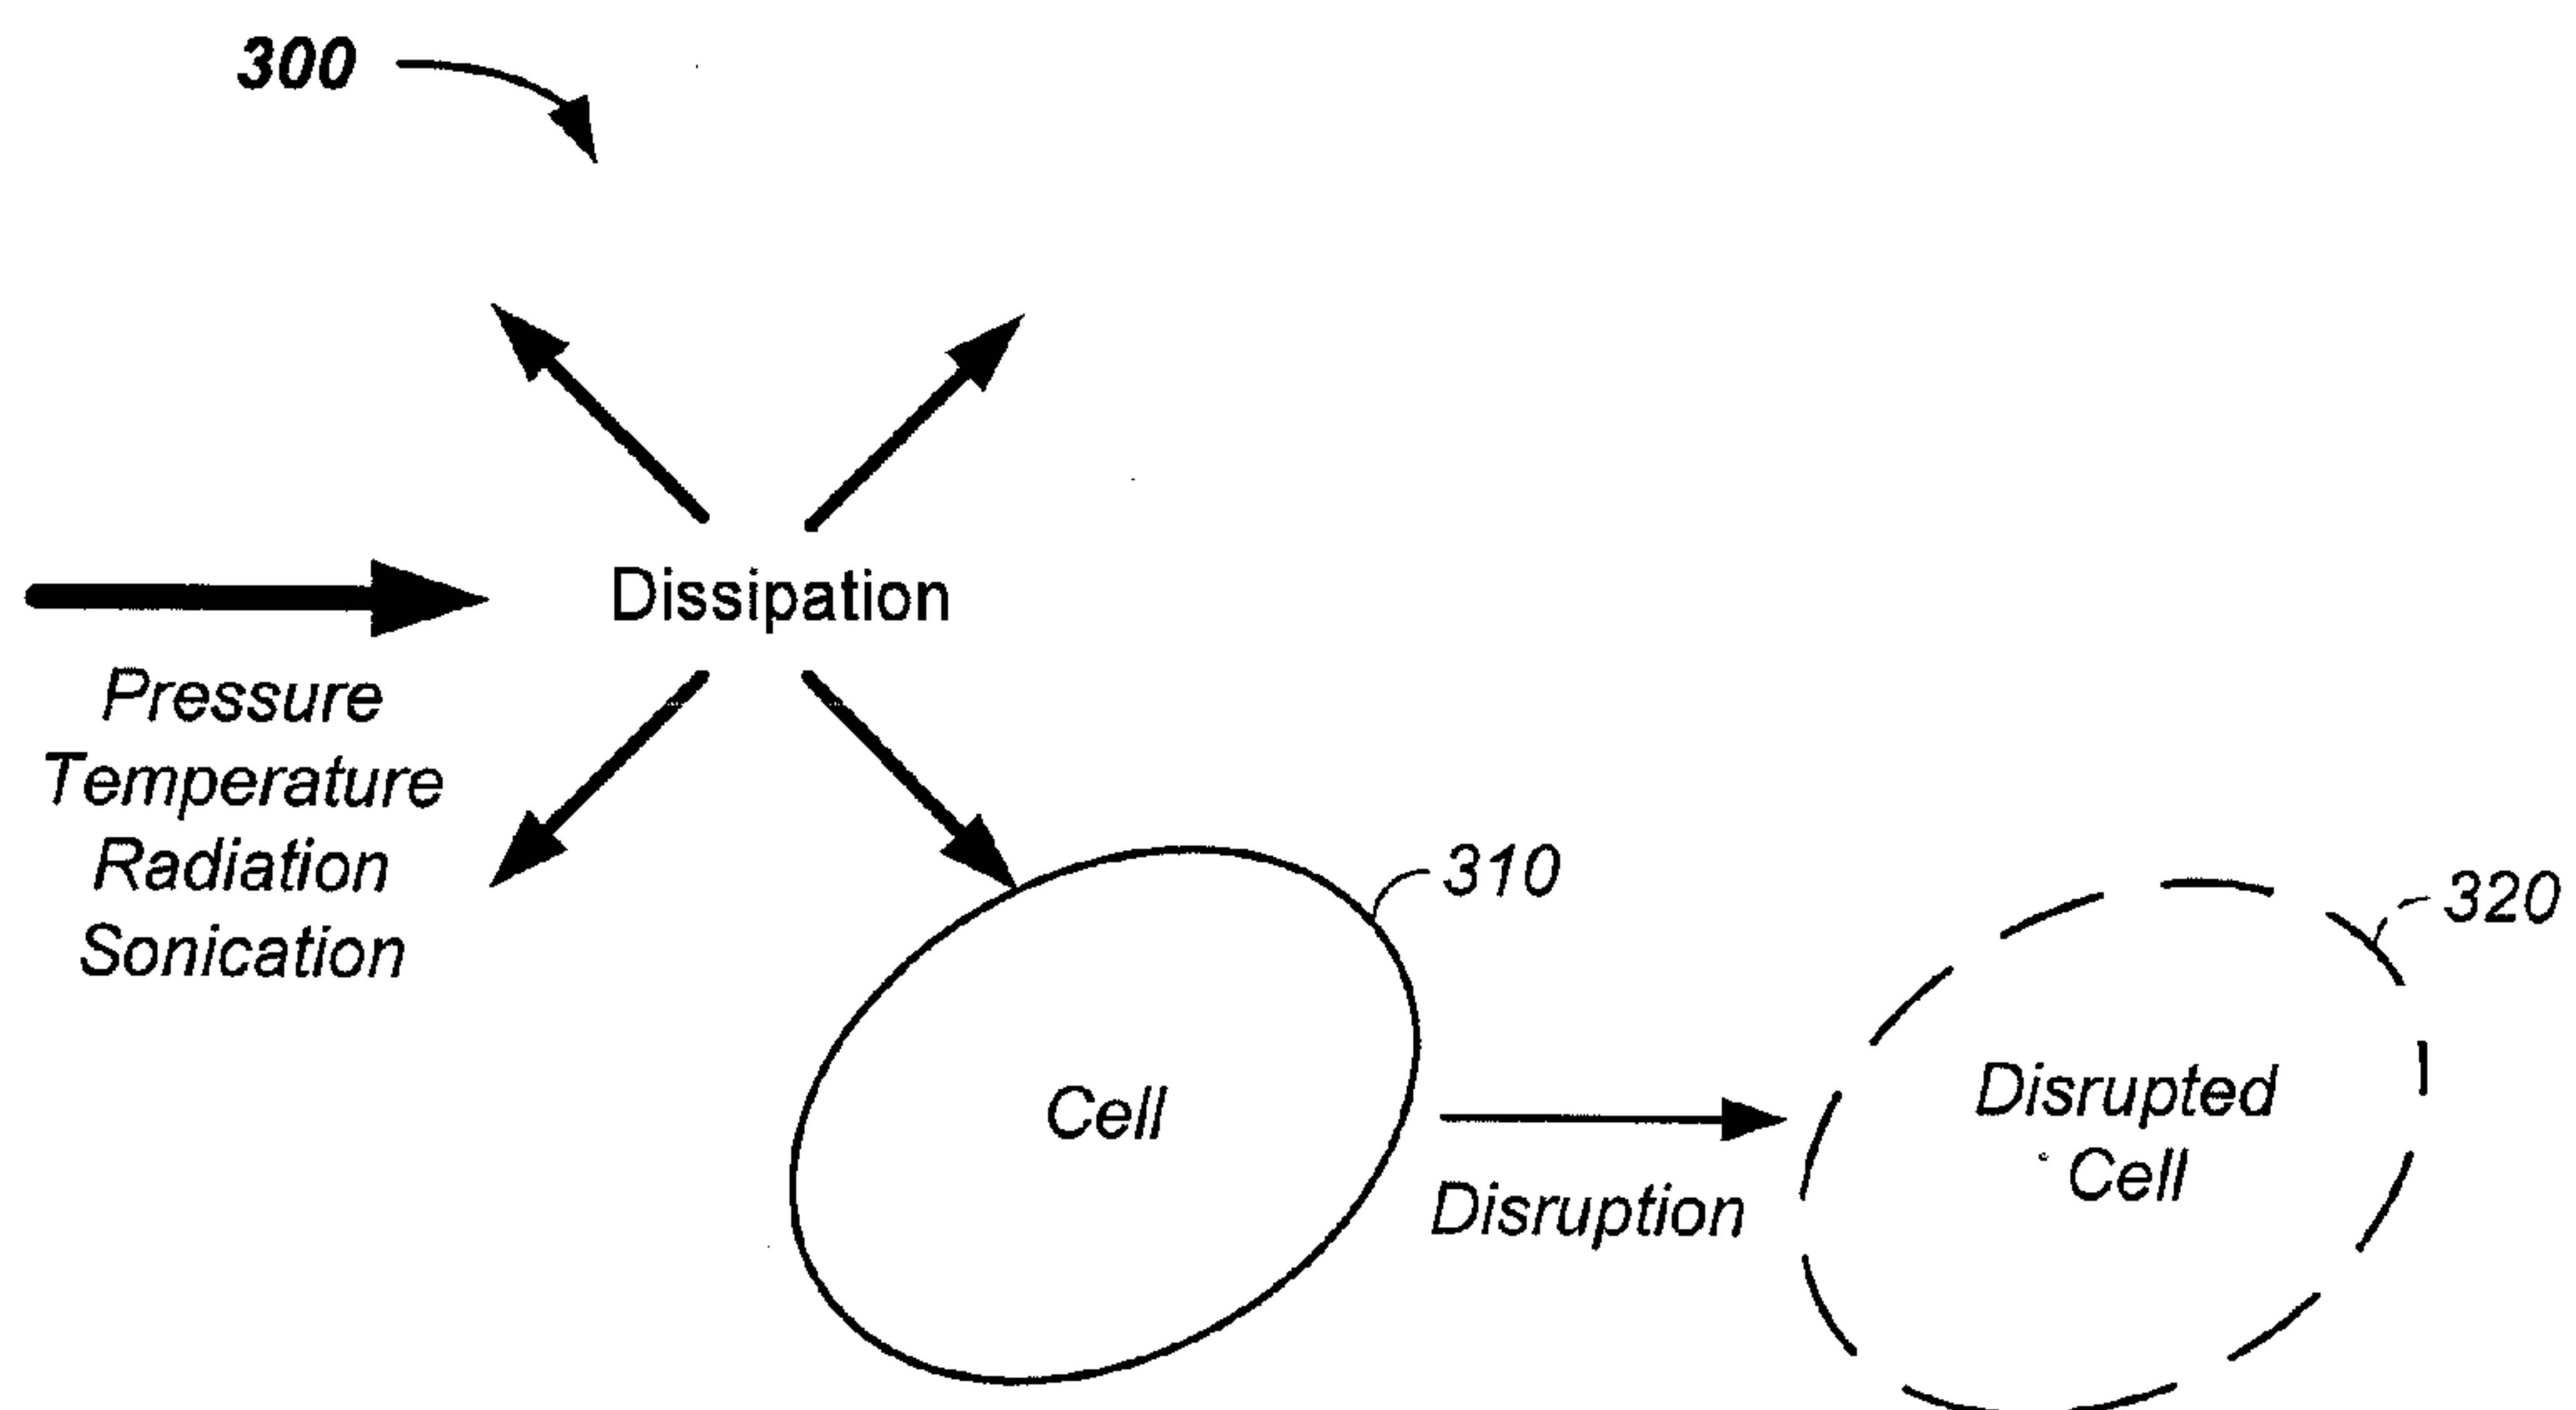 300
Dissipation
Pressure
Temperature
Radiation
Sonication
310
320
Cell
Disruption
Disrupted
Cell